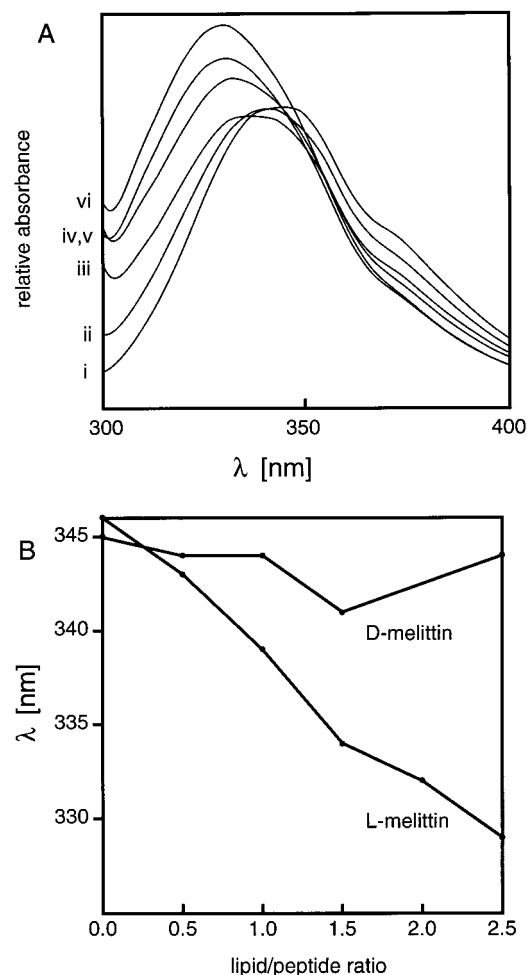 A
relative absorbance
vi
iv,v
iii
ii
i
300
350
400
λ [nm]
B
λ [nm]
345
340
335
330
D-melittin
L-melittin
0.0
0.5
1.0
1.5
2.0
2.5
lipid/peptide ratio